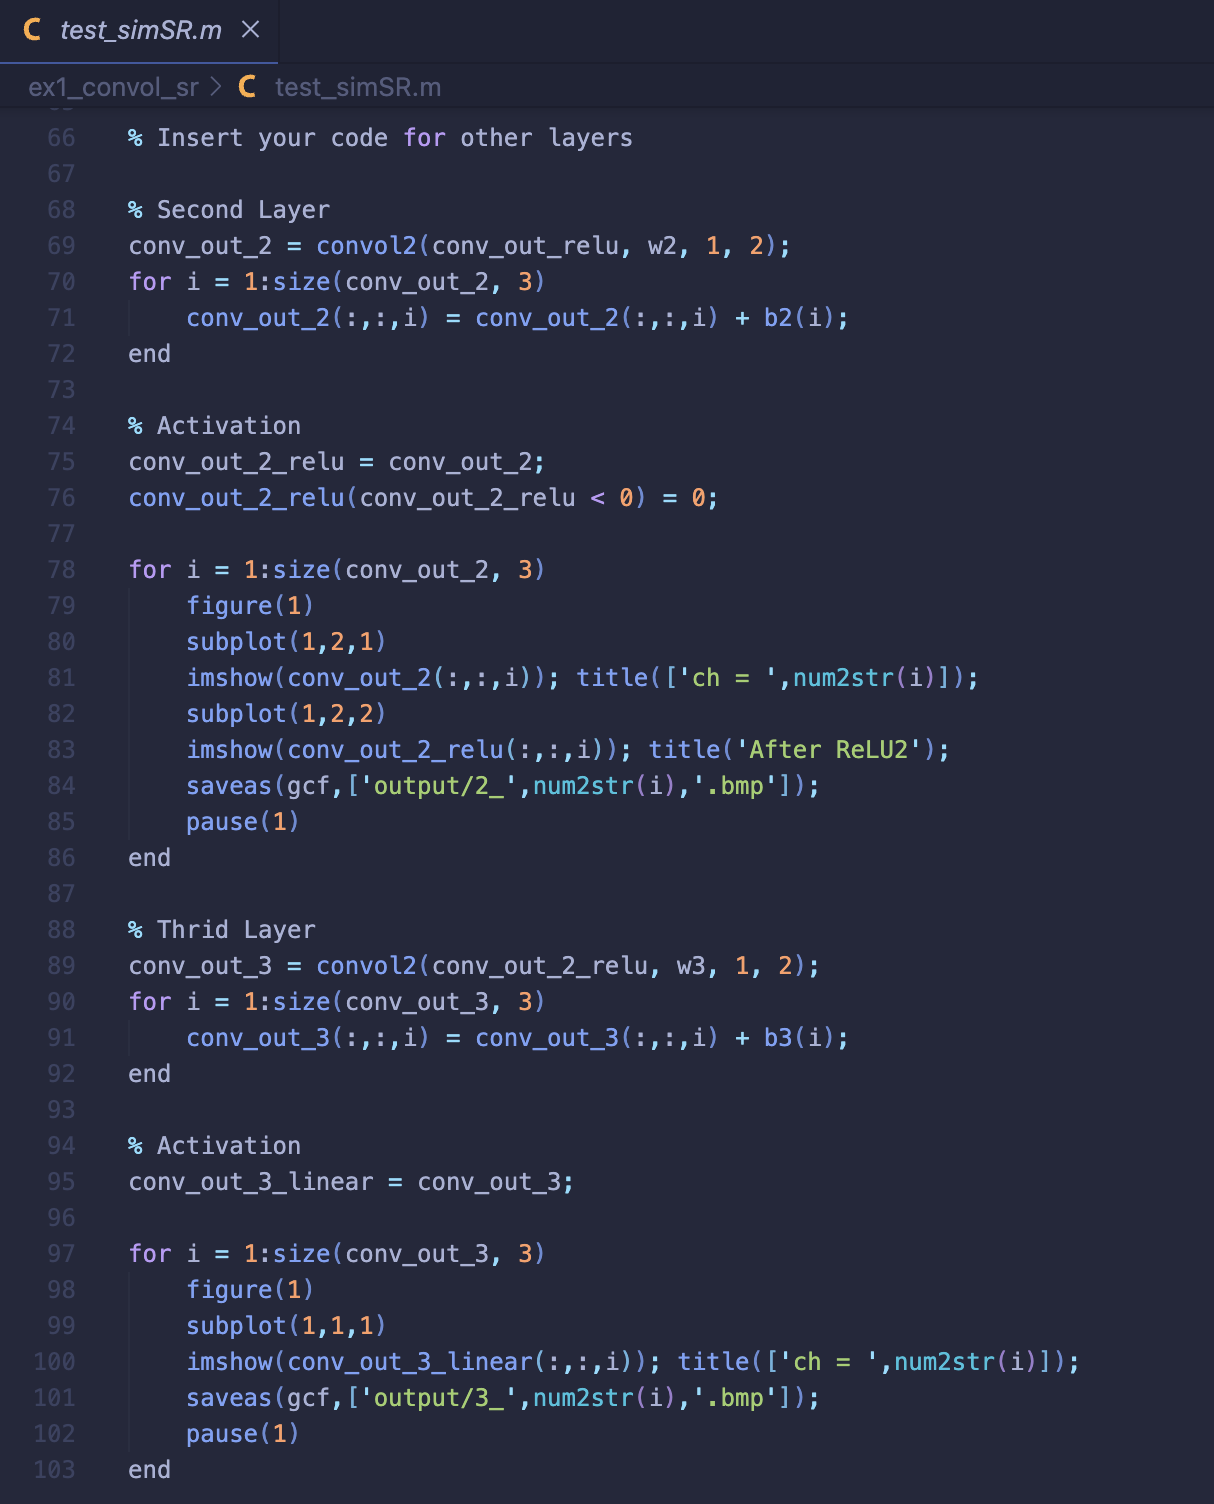 test_simSR.m
ex1_convol_sr > test_simSR.m
66 % Insert your code for other layers
67
68 % Second Layer
69 conv_out_2 = convol2(conv_out_relu, w2, 1, 2);
70 for i = 1:size(conv_out_2, 3)
71     conv_out_2(:,:,i) = conv_out_2(:,:,i) + b2(i);
72 end
73
74 % Activation
75 conv_out_2_relu = conv_out_2;
76 conv_out_2_relu(conv_out_2_relu < 0) = 0;
77
78 for i = 1:size(conv_out_2, 3)
79     figure(1)
80     subplot(1,2,1)
81     imshow(conv_out_2(:,:,i)); title(['ch = ',num2str(i)]);
82     subplot(1,2,2)
83     imshow(conv_out_2_relu(:,:,i)); title('After ReLU2');
84     saveas(gcf,['output/2_',num2str(i),'.bmp']);
85     pause(1)
86 end
87
88 % Thrid Layer
89 conv_out_3 = convol2(conv_out_2_relu, w3, 1, 2);
90 for i = 1:size(conv_out_3, 3)
91     conv_out_3(:,:,i) = conv_out_3(:,:,i) + b3(i);
92 end
93
94 % Activation
95 conv_out_3_linear = conv_out_3;
96
97 for i = 1:size(conv_out_3, 3)
98     figure(1)
99     subplot(1,1,1)
100     imshow(conv_out_3_linear(:,:,i)); title(['ch = ',num2str(i)]);
101     saveas(gcf,['output/3_',num2str(i),'.bmp']);
102     pause(1)
103 end